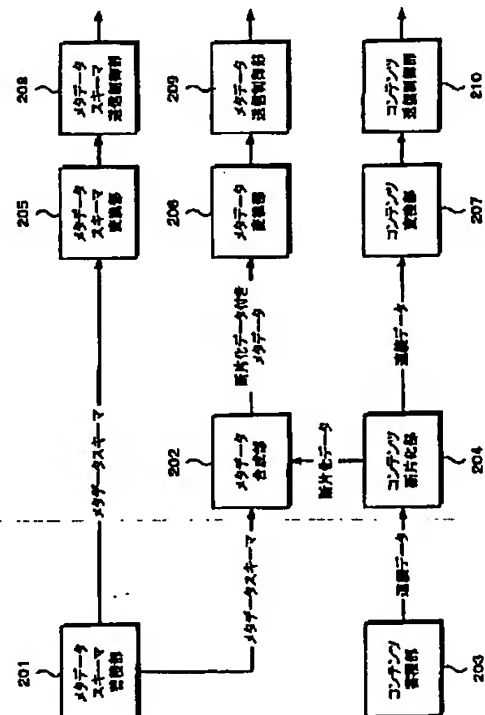 208
メタデータ
スキーマ
送信制御部
205
メタデータ
スキーマ
変換部
メタデータスキーマ
201
メタデータ
スキーマ
蓄積部
209
メタデータ
送信制御部
206
メタデータ
変換部
断片化データ付き
メタデータ
202
メタデータ
合成部
メタデータスキーマ
断片化データ
210
コンテンツ
送信制御部
207
コンテンツ
変換部
連続データ
204
コンテンツ
断片化部
連続データ
203
コンテンツ
蓄積部